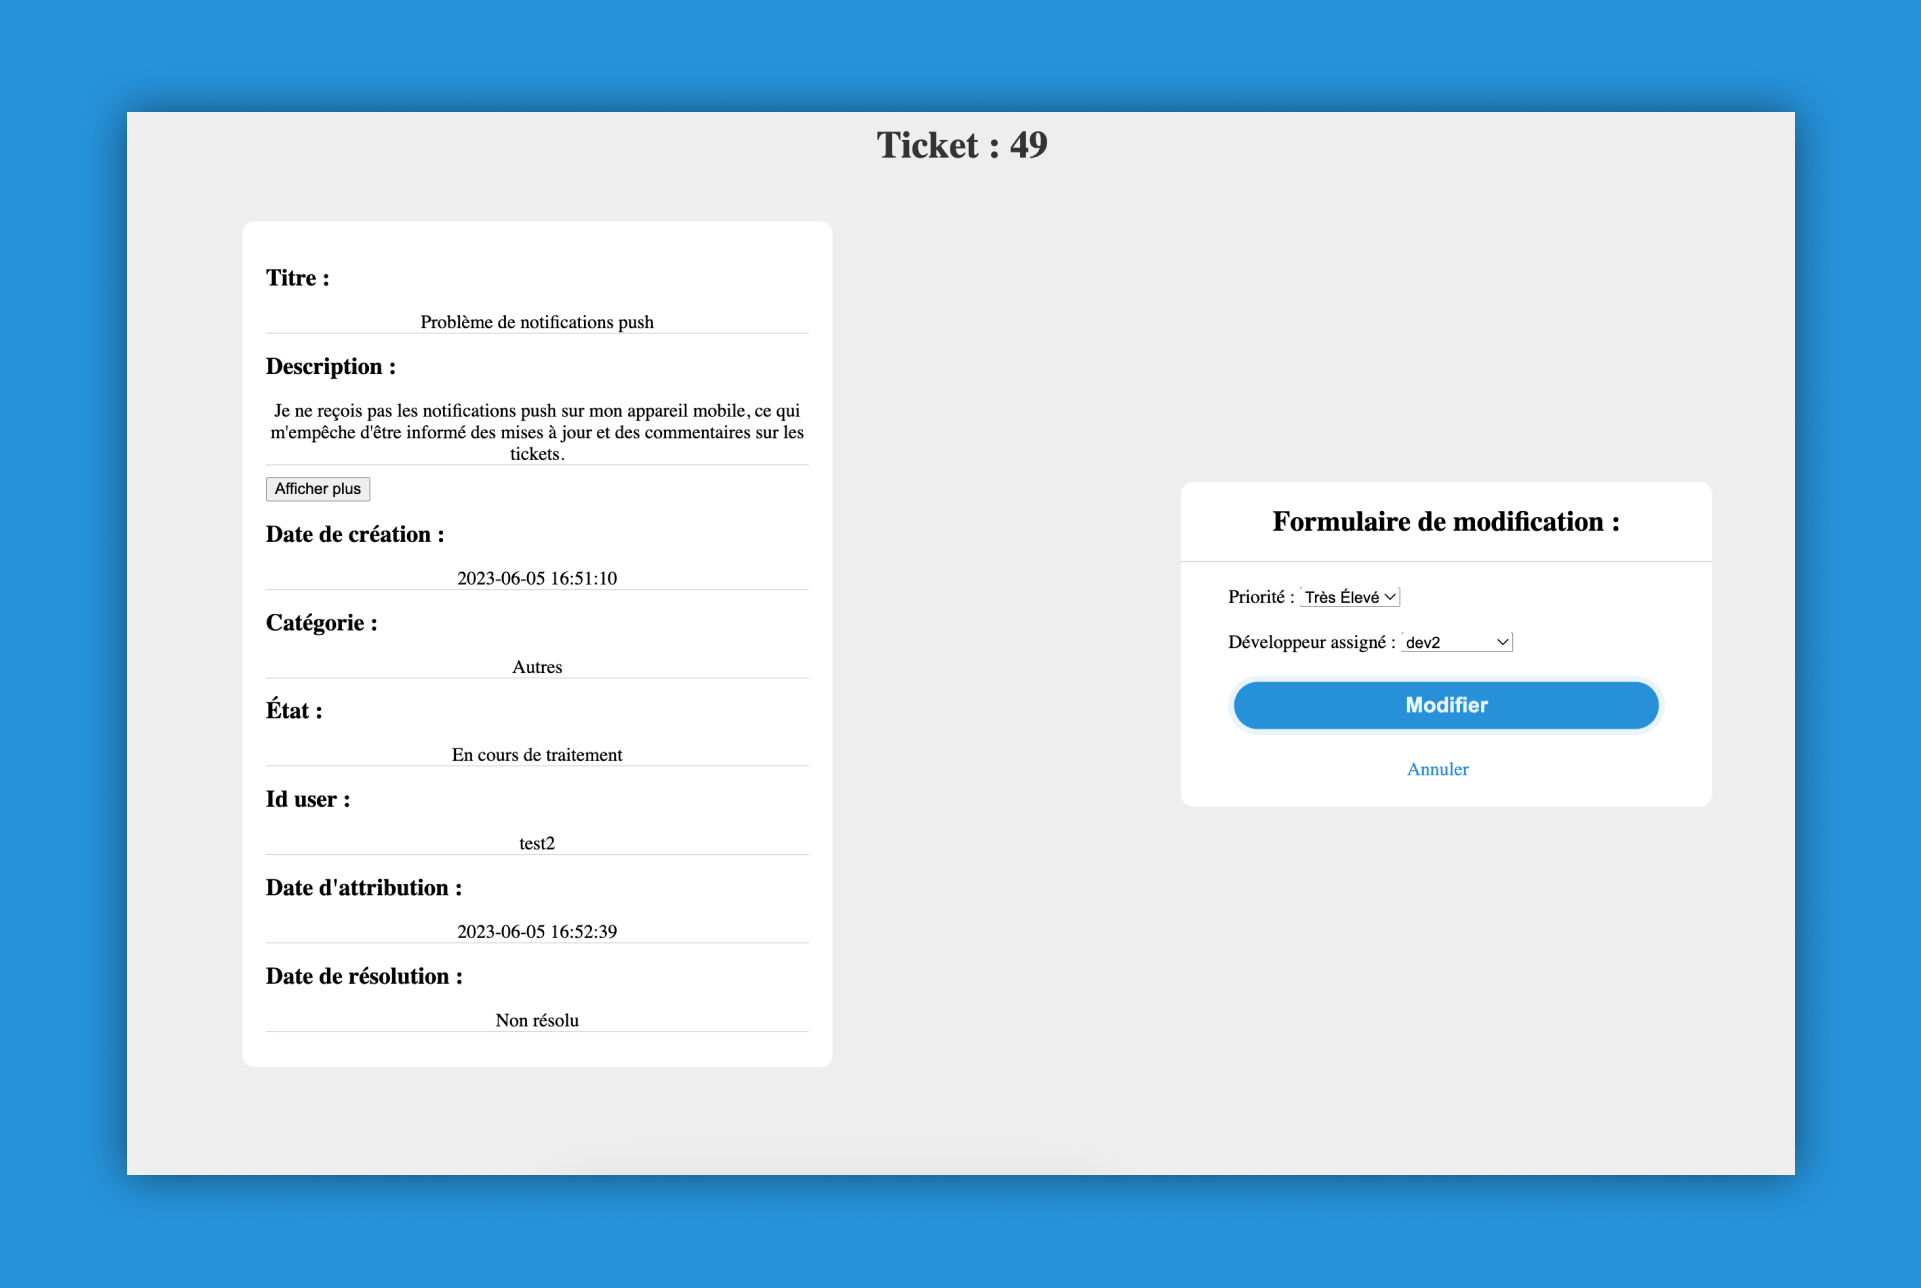 Ticket : 49
Titre :
Problème de notifications push
Description :
Je ne reçois pas les notifications push sur mon appareil mobile, ce qui
m'empêche d'être informé des mises à jour et des commentaires sur les
tickets.
Afficher plus
Date de création :
2023-06-05 16:51:10
Catégorie :
Autres
État :
En cours de traitement
Id user :
test2
Date d'attribution :
2023-06-05 16:52:39
Date de résolution :
Non résolu
Formulaire de modification :
Priorité : Très Élevé
Développeur assigné : dev2
Modifier
Annuler